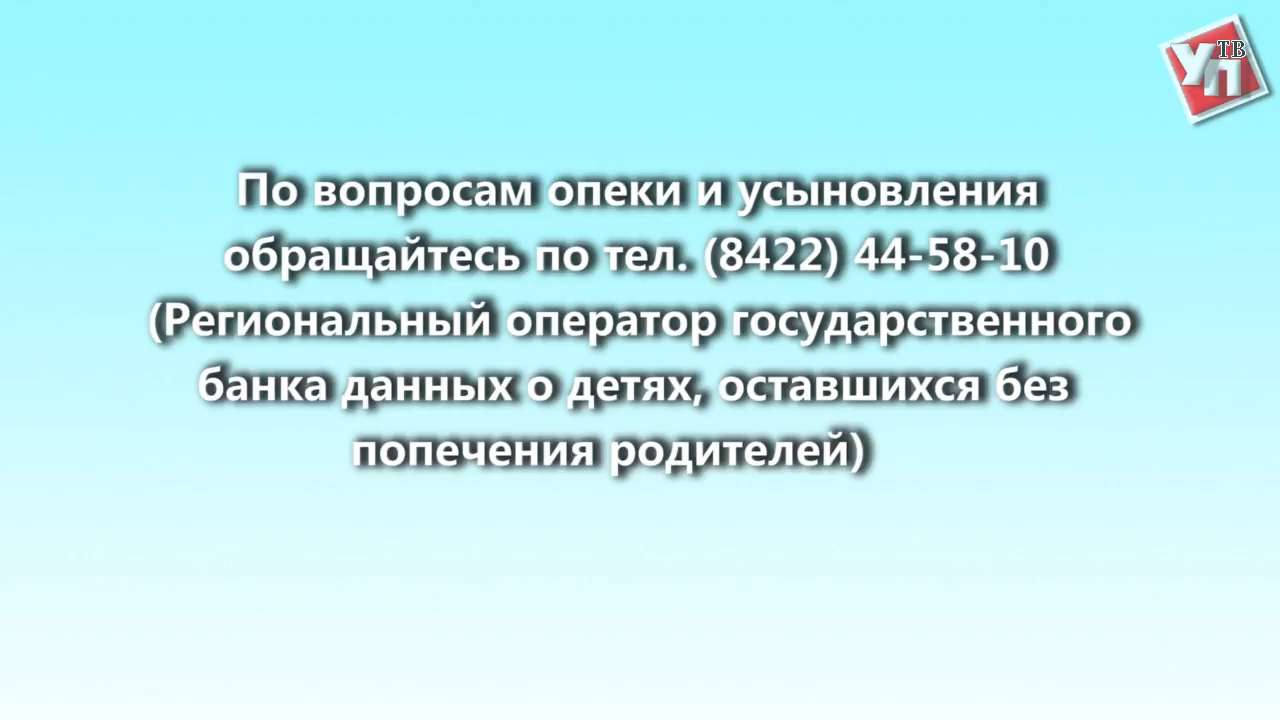 УП ТВ
По вопросам опеки и усыновления
обращайтесь по тел. (8422) 44-58-10
(Региональный оператор государственного
банка данных о детях, оставшихся без
попечения родителей)